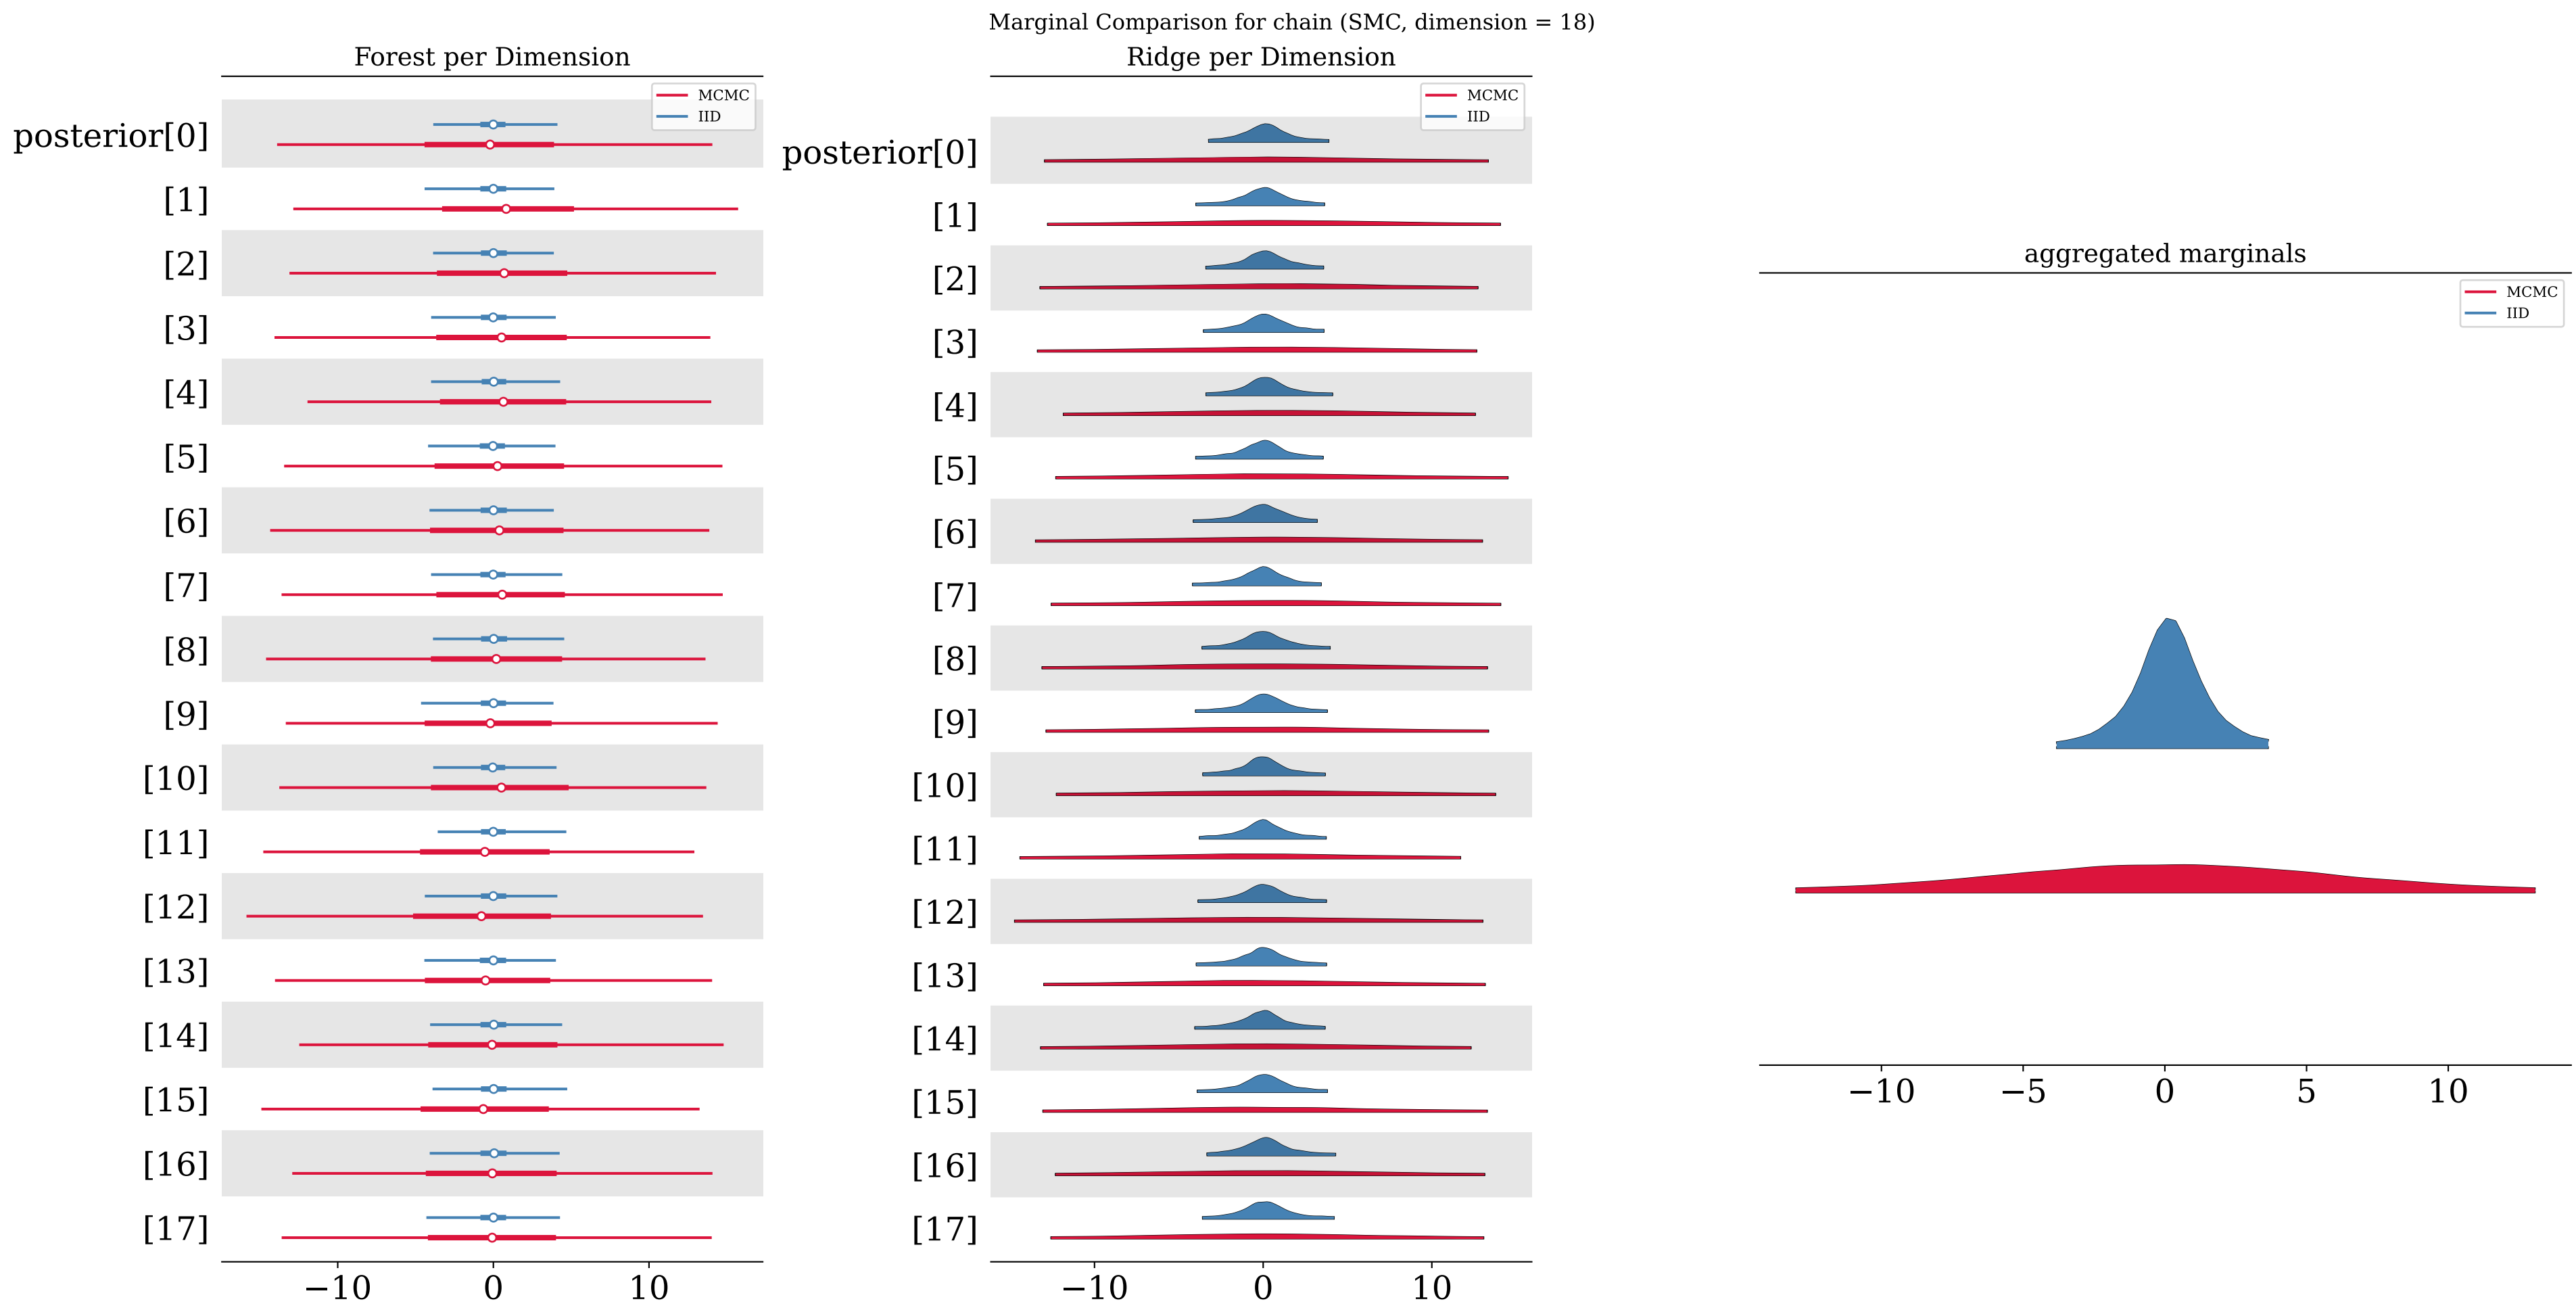 Marginal Comparison for chain (SMC, dimension = 18)
Forest per Dimension
MCMC
IID
posterior[0]
[1]
[2]
[3]
[4]
[5]
[6]
[7]
[8]
[9]
[10]
[11]
[12]
[13]
[14]
[15]
[16]
[17]
−10 0 10
Ridge per Dimension
MCMC
IID
posterior[0]
[1]
[2]
[3]
[4]
[5]
[6]
[7]
[8]
[9]
[10]
[11]
[12]
[13]
[14]
[15]
[16]
[17]
−10 0 10
aggregated marginals
MCMC
IID
−10 −5 0 5 10